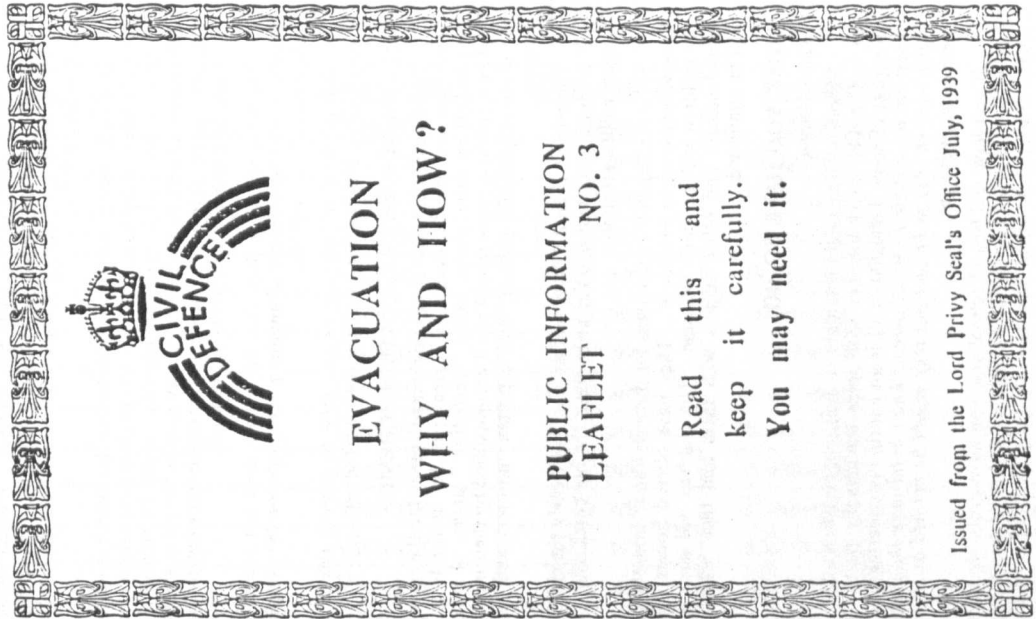 CIVIL
DEFENCE
EVACUATION
WHY AND HOW?
PUBLIC INFORMATION
LEAFLET NO. 3
Read this and
keep it carefully.
You may need it.
Issued from the Lord Privy Seal's Office July, 1939